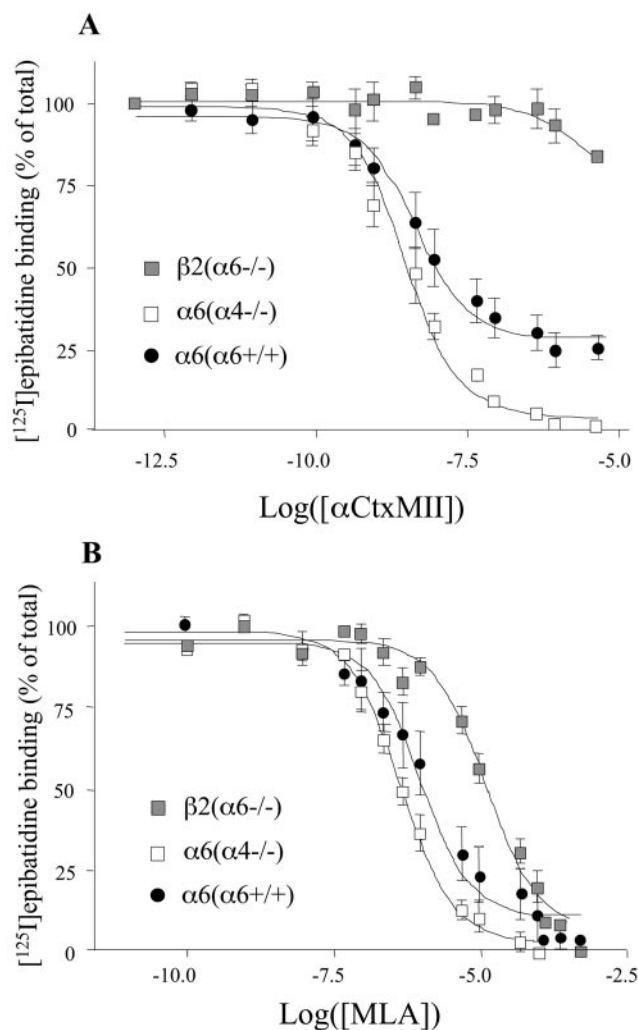 A
[¹²⁵I]epibatidine binding (% of total)
100
75
50
25
0
β2(α6-/-)
α6(α4-/-)
α6(α6+/+)
-12.5 -10.0 -7.5 -5.0
Log([αCtxMII])
B
[¹²⁵I]epibatidine binding (% of total)
100
75
50
25
0
β2(α6-/-)
α6(α4-/-)
α6(α6+/+)
-10.0 -7.5 -5.0 -2.5
Log([MLA])